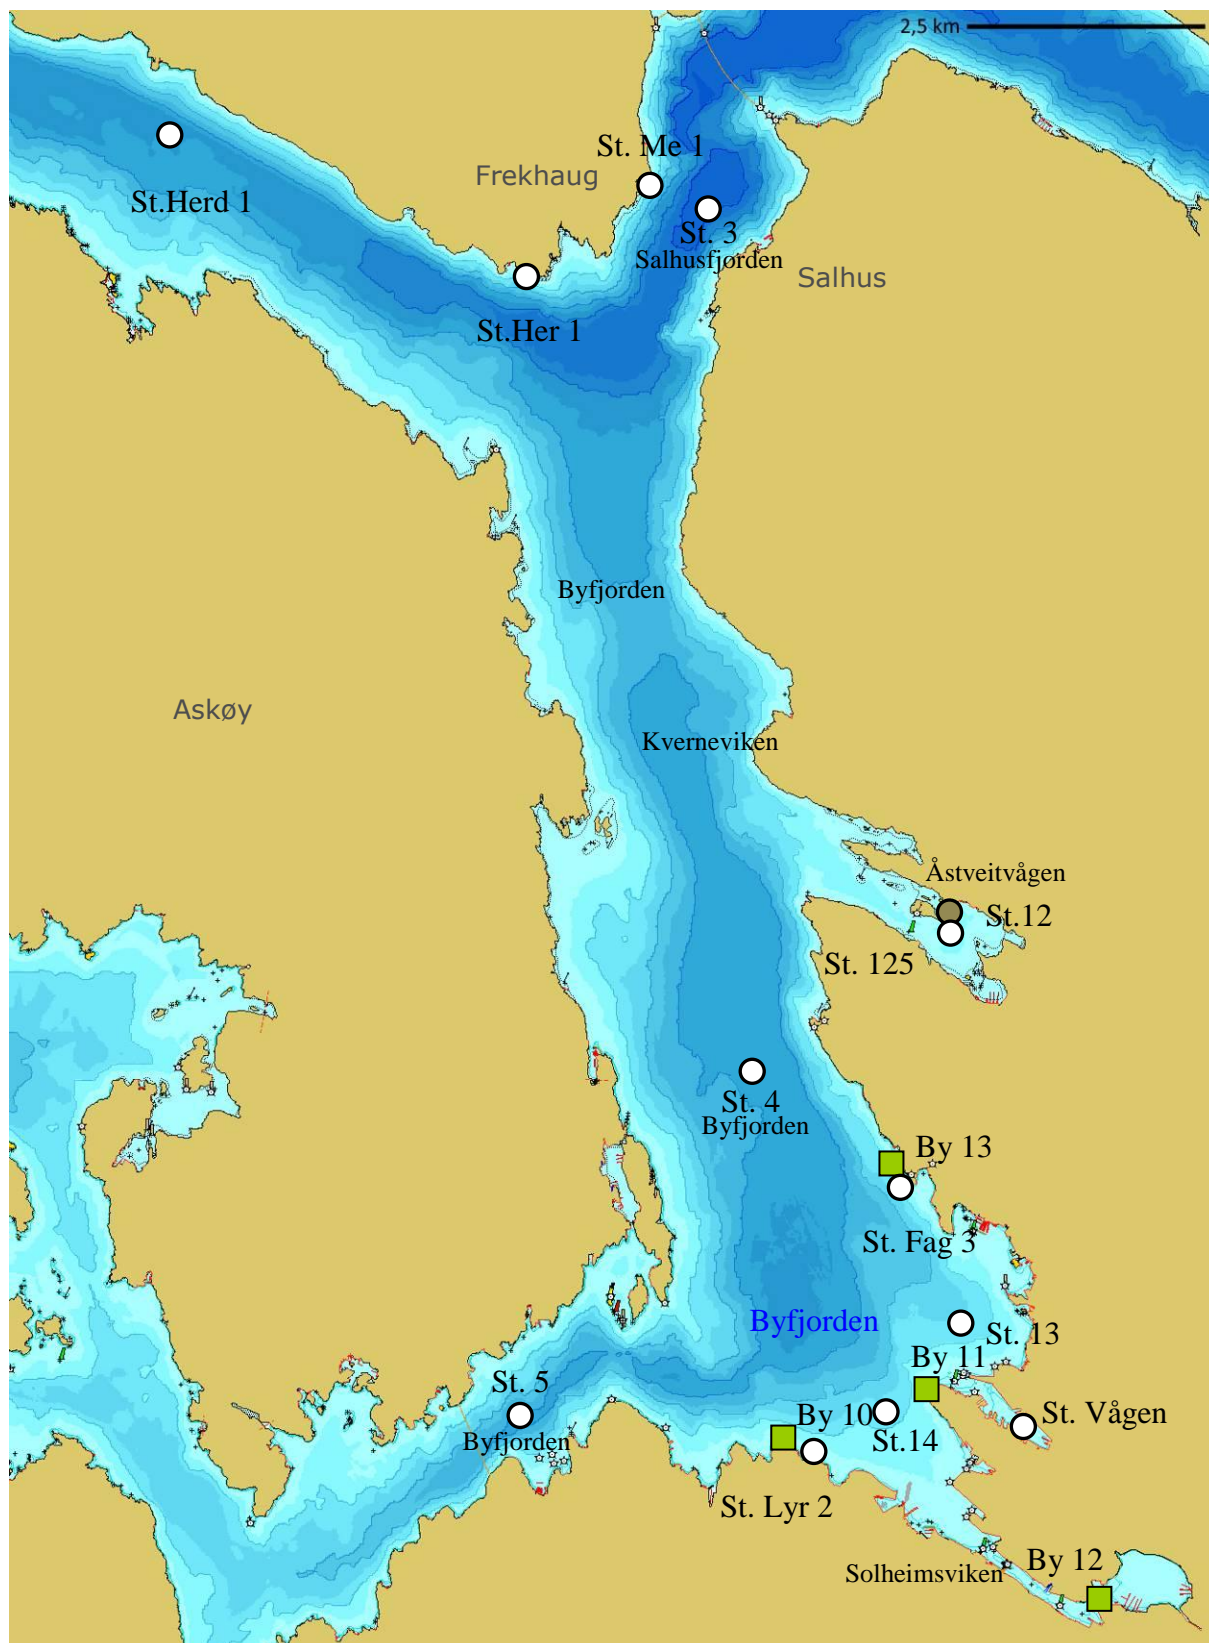 2,5 km
St. Me 1
Frekhaug
St.Herd 1
St. 3
Salhusfjorden
Salhus
St.Her 1
Byfjorden
Askøy
Kverneviken
Åstveitvågen
St.12
St. 125
St. 4
Byfjorden
By 13
St. Fag 3
Byfjorden
St. 13
By 11
St. 5
By 10
St. Vågen
Byfjorden
St.14
St. Lyr 2
By 12
Solheimsviken